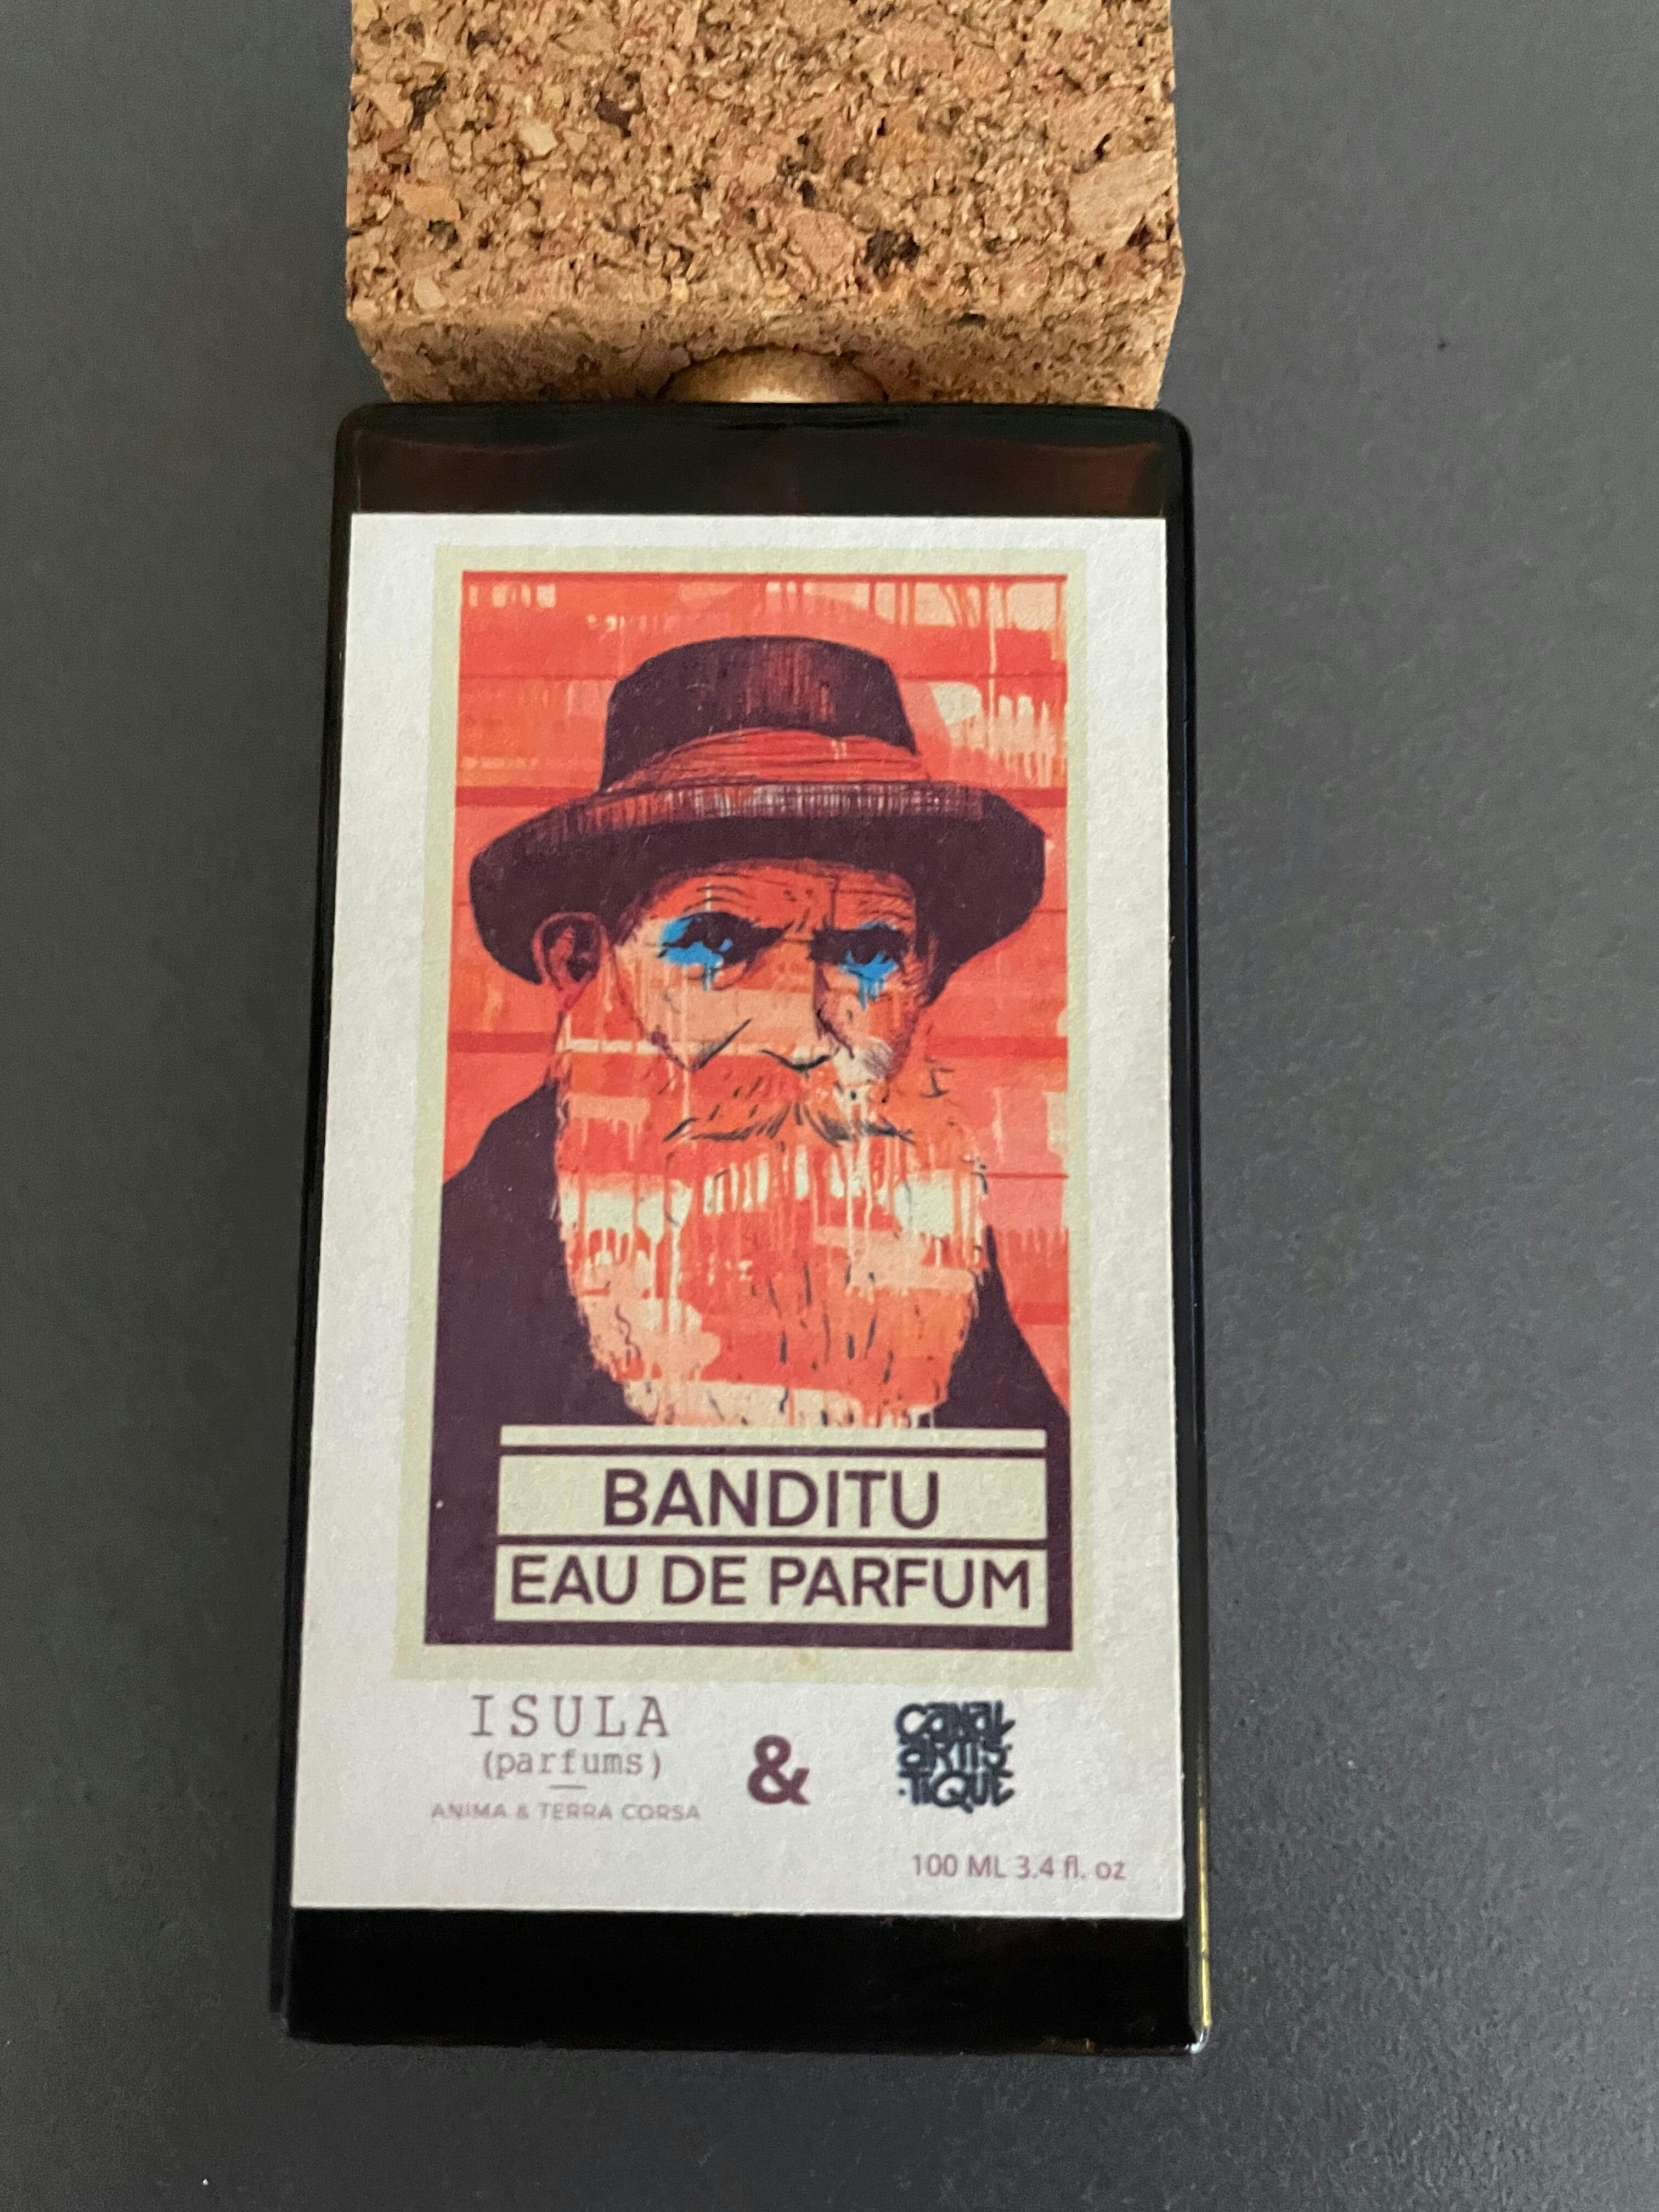 BANDITU
EAU DE PARFUM
ISULA
(parfums)
ANIMA & TERRA CORSA
&
CANAL
ARTIS
TIQUE
100 ML 3.4 fl. oz